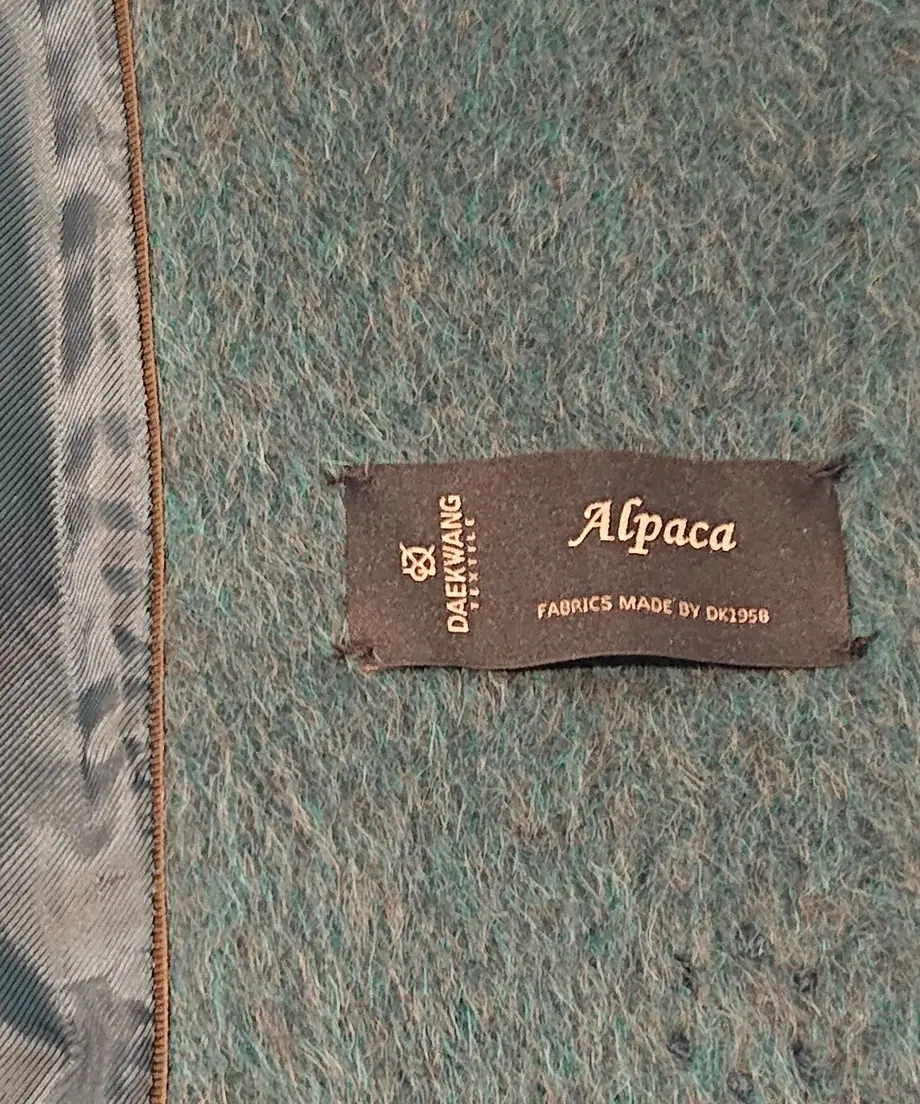 DAEKWANG
TEXTILE
Alpaca
FABRICS MADE BY DK1958